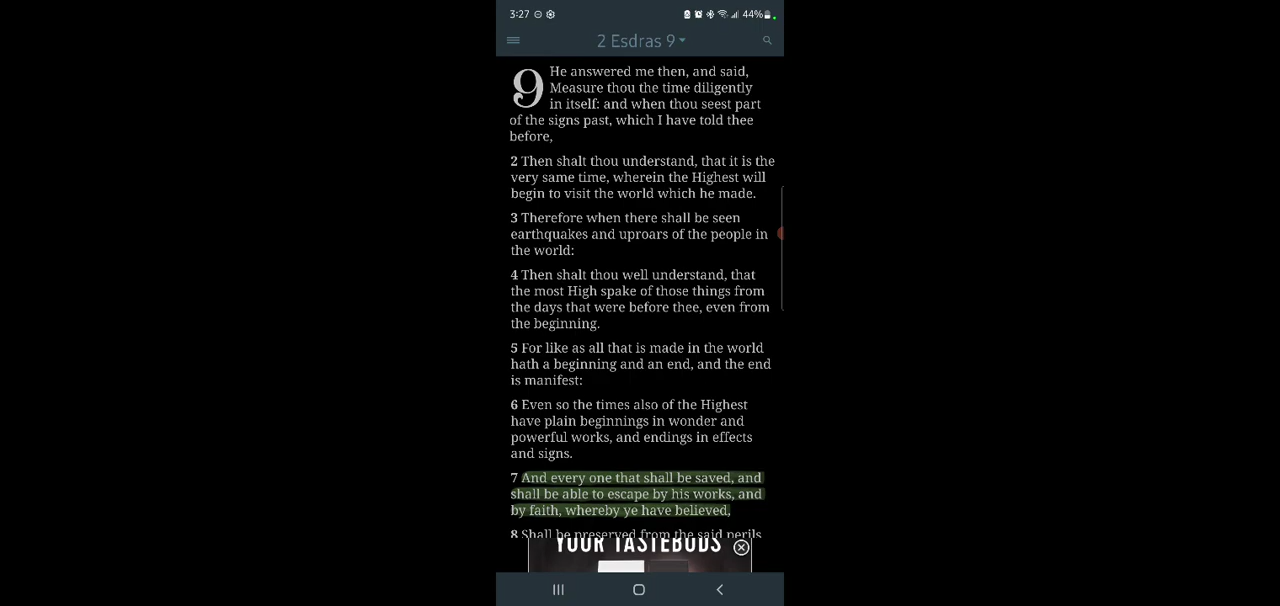 3:27
44%
2 Esdras 9
9 He answered me then, and said,
Measure thou the time diligently
in itself: and when thou seest part
of the signs past, which I have told thee
before,
2 Then shalt thou understand, that it is the
very same time, wherein the Highest will
begin to visit the world which he made.
3 Therefore when there shall be seen
earthquakes and uproars of the people in
the world:
4 Then shalt thou well understand, that
the most High spake of those things from
the days that were before thee, even from
the beginning.
5 For like as all that is made in the world
hath a beginning and an end, and the end
is manifest:
6 Even so the times also of the Highest
have plain beginnings in wonder and
powerful works, and endings in effects
and signs.
7 And every one that shall be saved, and
shall be able to escape by his works, and
by faith, whereby ye have believed,
8 Shall be preserved from the said perils
YOUR TASTEBUDS